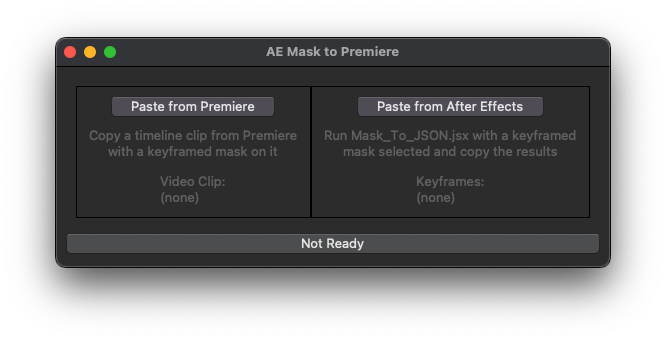 AE Mask to Premiere
Paste from Premiere
Copy a timeline clip from Premiere
with a keyframed mask on it
Video Clip:
(none)
Paste from After Effects
Run Mask_To_JSON.jsx with a keyframed
mask selected and copy the results
Keyframes:
(none)
Not Ready